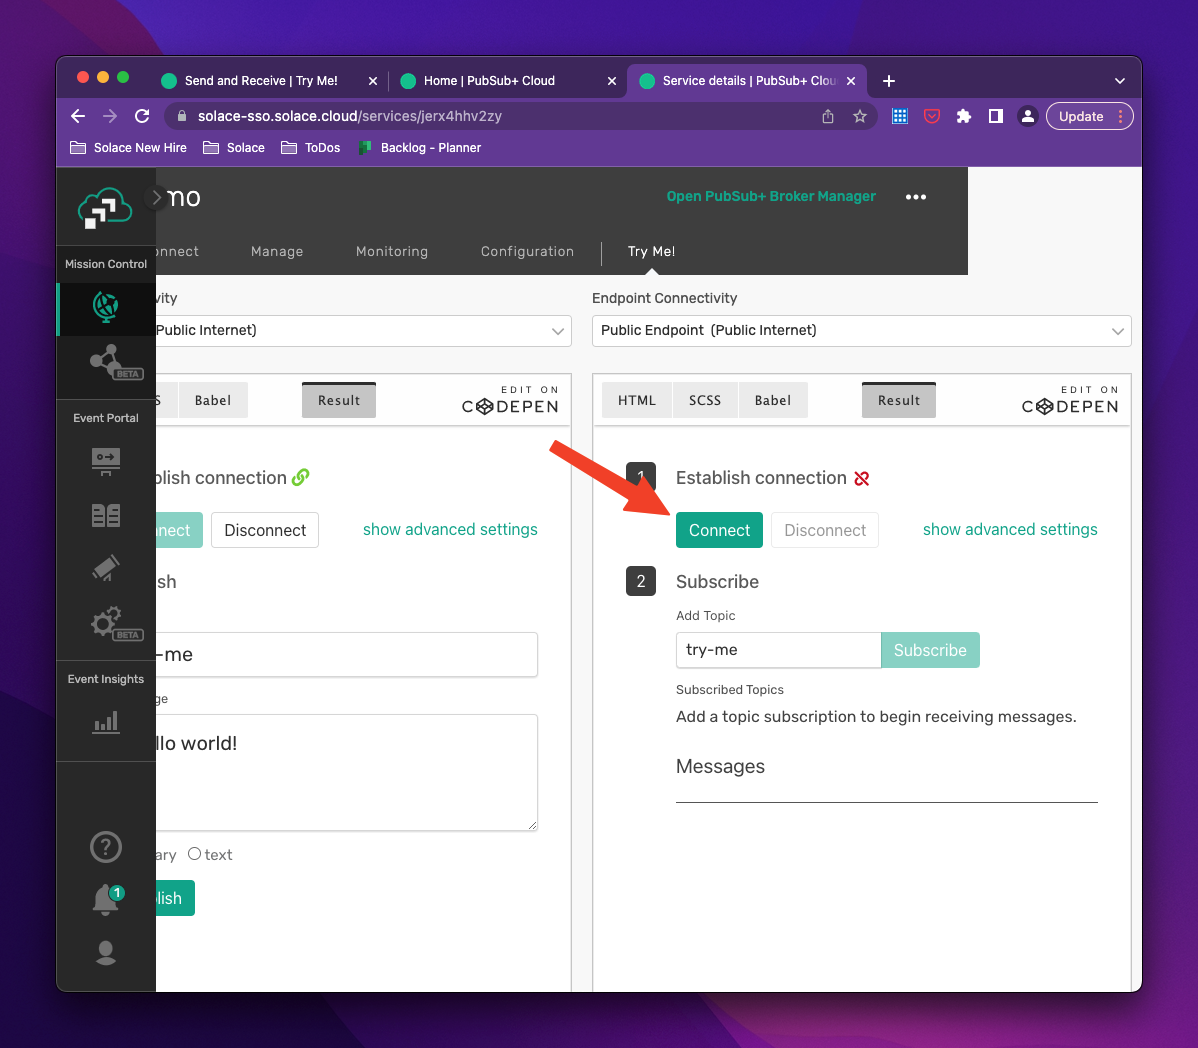 Send and Receive | Try Me!
Home | PubSub+ Cloud
Service details | PubSub+ Clou
solace-sso.solace.cloud/services/jerx4hhv2zy
Update
Solace New Hire
Solace
ToDos
Backlog - Planner
mo
Open PubSub+ Broker Manager
onnect
Manage
Monitoring
Configuration
Try Me!
Mission Control
BETA
Event Portal
BETA
Event Insights
1
vity
Public Internet)
S
Babel
Result
EDIT ON
CODEPEN
blish connection
nect
Disconnect
show advanced settings
sh
-me
ge
llo world!
ary
text
lish
Endpoint Connectivity
Public Endpoint (Public Internet)
HTML
SCSS
Babel
Result
EDIT ON
CODEPEN
1
Establish connection
Connect
Disconnect
show advanced settings
2
Subscribe
Add Topic
try-me
Subscribe
Subscribed Topics
Add a topic subscription to begin receiving messages.
Messages